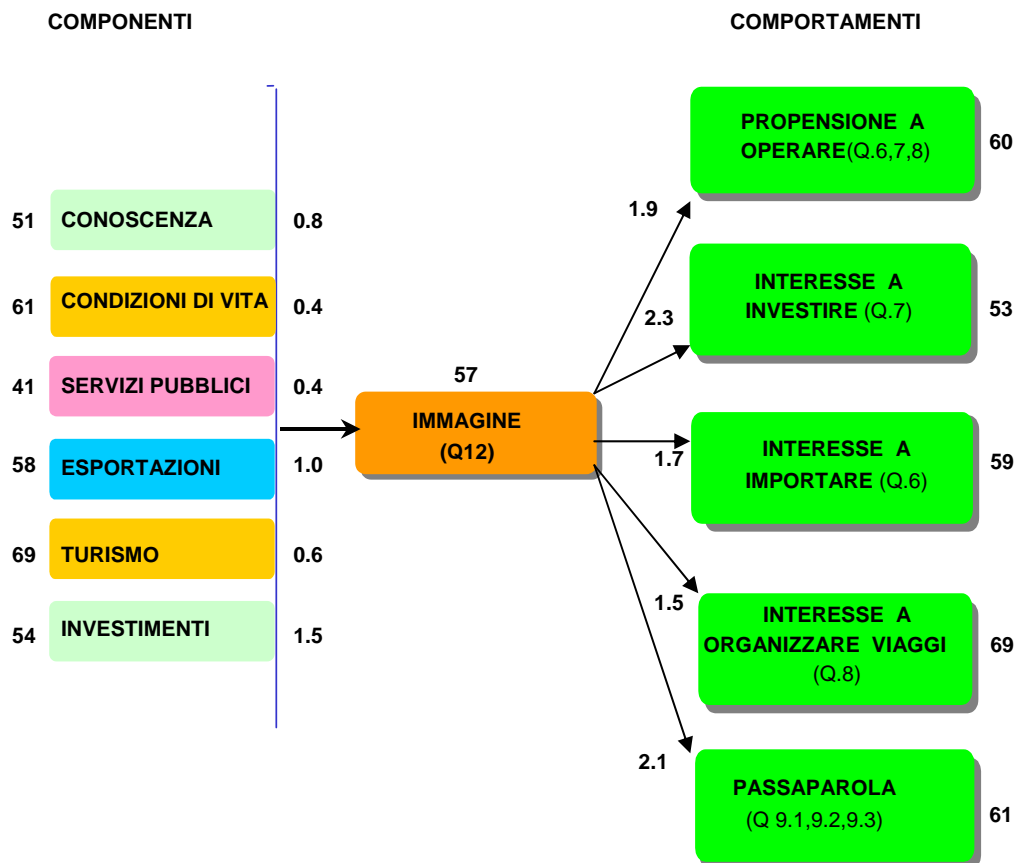 COMPONENTI
COMPORTAMENTI
51 CONOSCENZA 0.8
61 CONDIZIONI DI VITA 0.4
41 SERVIZI PUBBLICI 0.4
58 ESPORTAZIONI 1.0
69 TURISMO 0.6
54 INVESTIMENTI 1.5
57
IMMAGINE
(Q12)
1.9
2.3
1.7
1.5
2.1
PROPENSIONE A
OPERARE(Q.6,7,8)
60
INTERESSE A
INVESTIRE (Q.7)
53
INTERESSE A
IMPORTARE (Q.6)
59
INTERESSE A
ORGANIZZARE VIAGGI
(Q.8)
69
PASSAPAROLA
(Q 9.1,9.2,9.3)
61